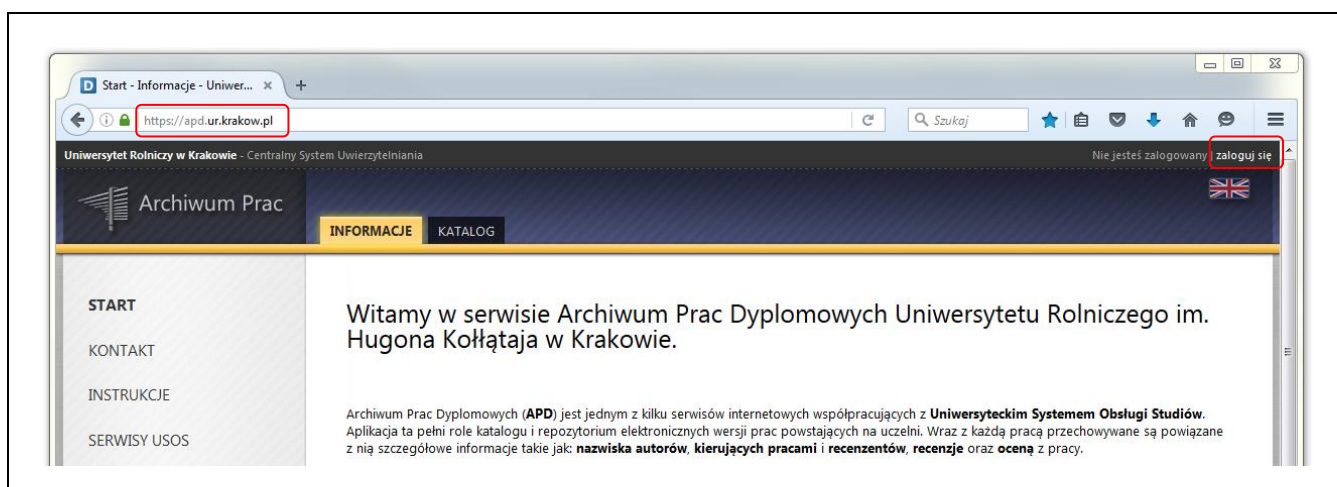 Start - Informacje - Uniwer...
https://apd.ur.krakow.pl
Szukaj
Uniwersytet Rolniczy w Krakowie - Centralny System Uwierzytelniania
Nie jesteś zalogowany | zaloguj się
Archiwum Prac
INFORMACJE KATALOG
START
KONTAKT
INSTRUKCJE
SERWISY USOS
Witamy w serwisie Archiwum Prac Dyplomowych Uniwersytetu Rolniczego im.
Hugona Kołłątaja w Krakowie.
Archiwum Prac Dyplomowych (APD) jest jednym z kilku serwisów internetowych współpracujących z Uniwersyteckim Systemem Obsługi Studiów.
Aplikacja ta pełni role katalogu i repozytorium elektronicznych wersji prac powstających na uczelni. Wraz z każdą pracą przechowywane są powiązane
z nią szczegółowe informacje takie jak: nazwiska autorów, kierujących pracami i recenzentów, recenzje oraz oceną z pracy.